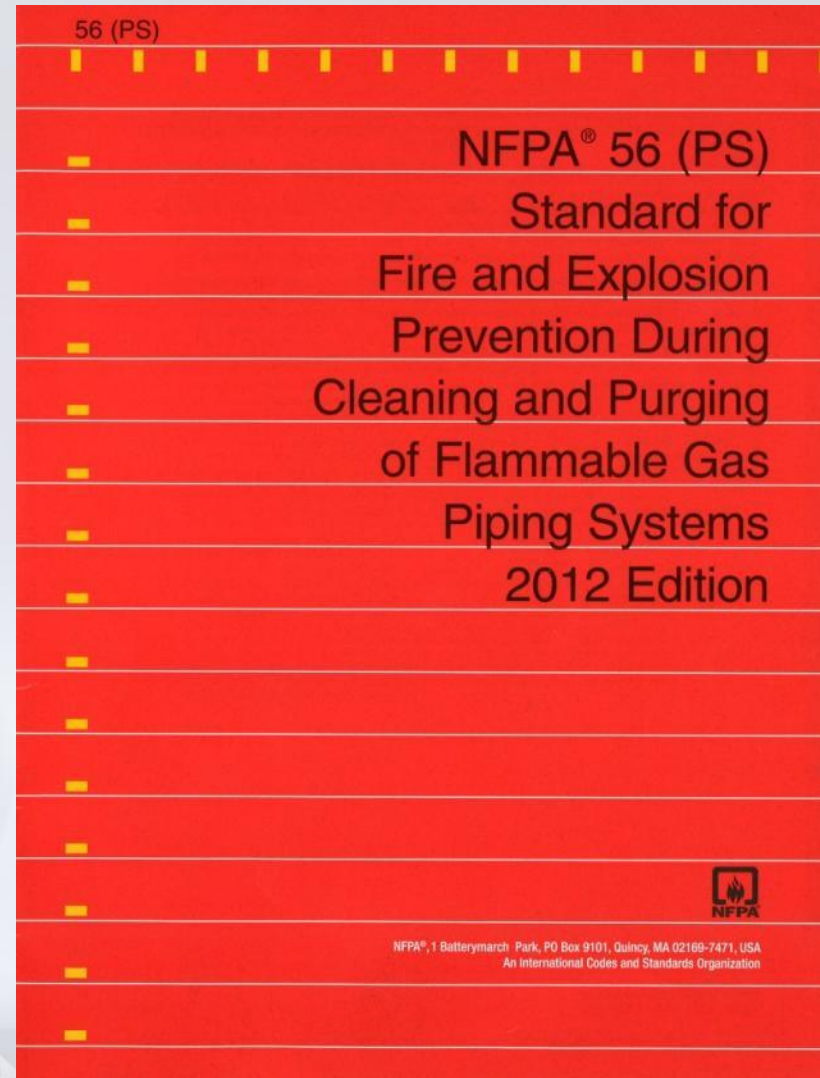 56 (PS)
NFPA® 56 (PS)
Standard for
Fire and Explosion
Prevention During
Cleaning and Purging
of Flammable Gas
Piping Systems
2012 Edition
NFPA
NFPA®, 1 Batterymarch Park, PO Box 9101, Quincy, MA 02169-7471, USA
An International Codes and Standards Organization